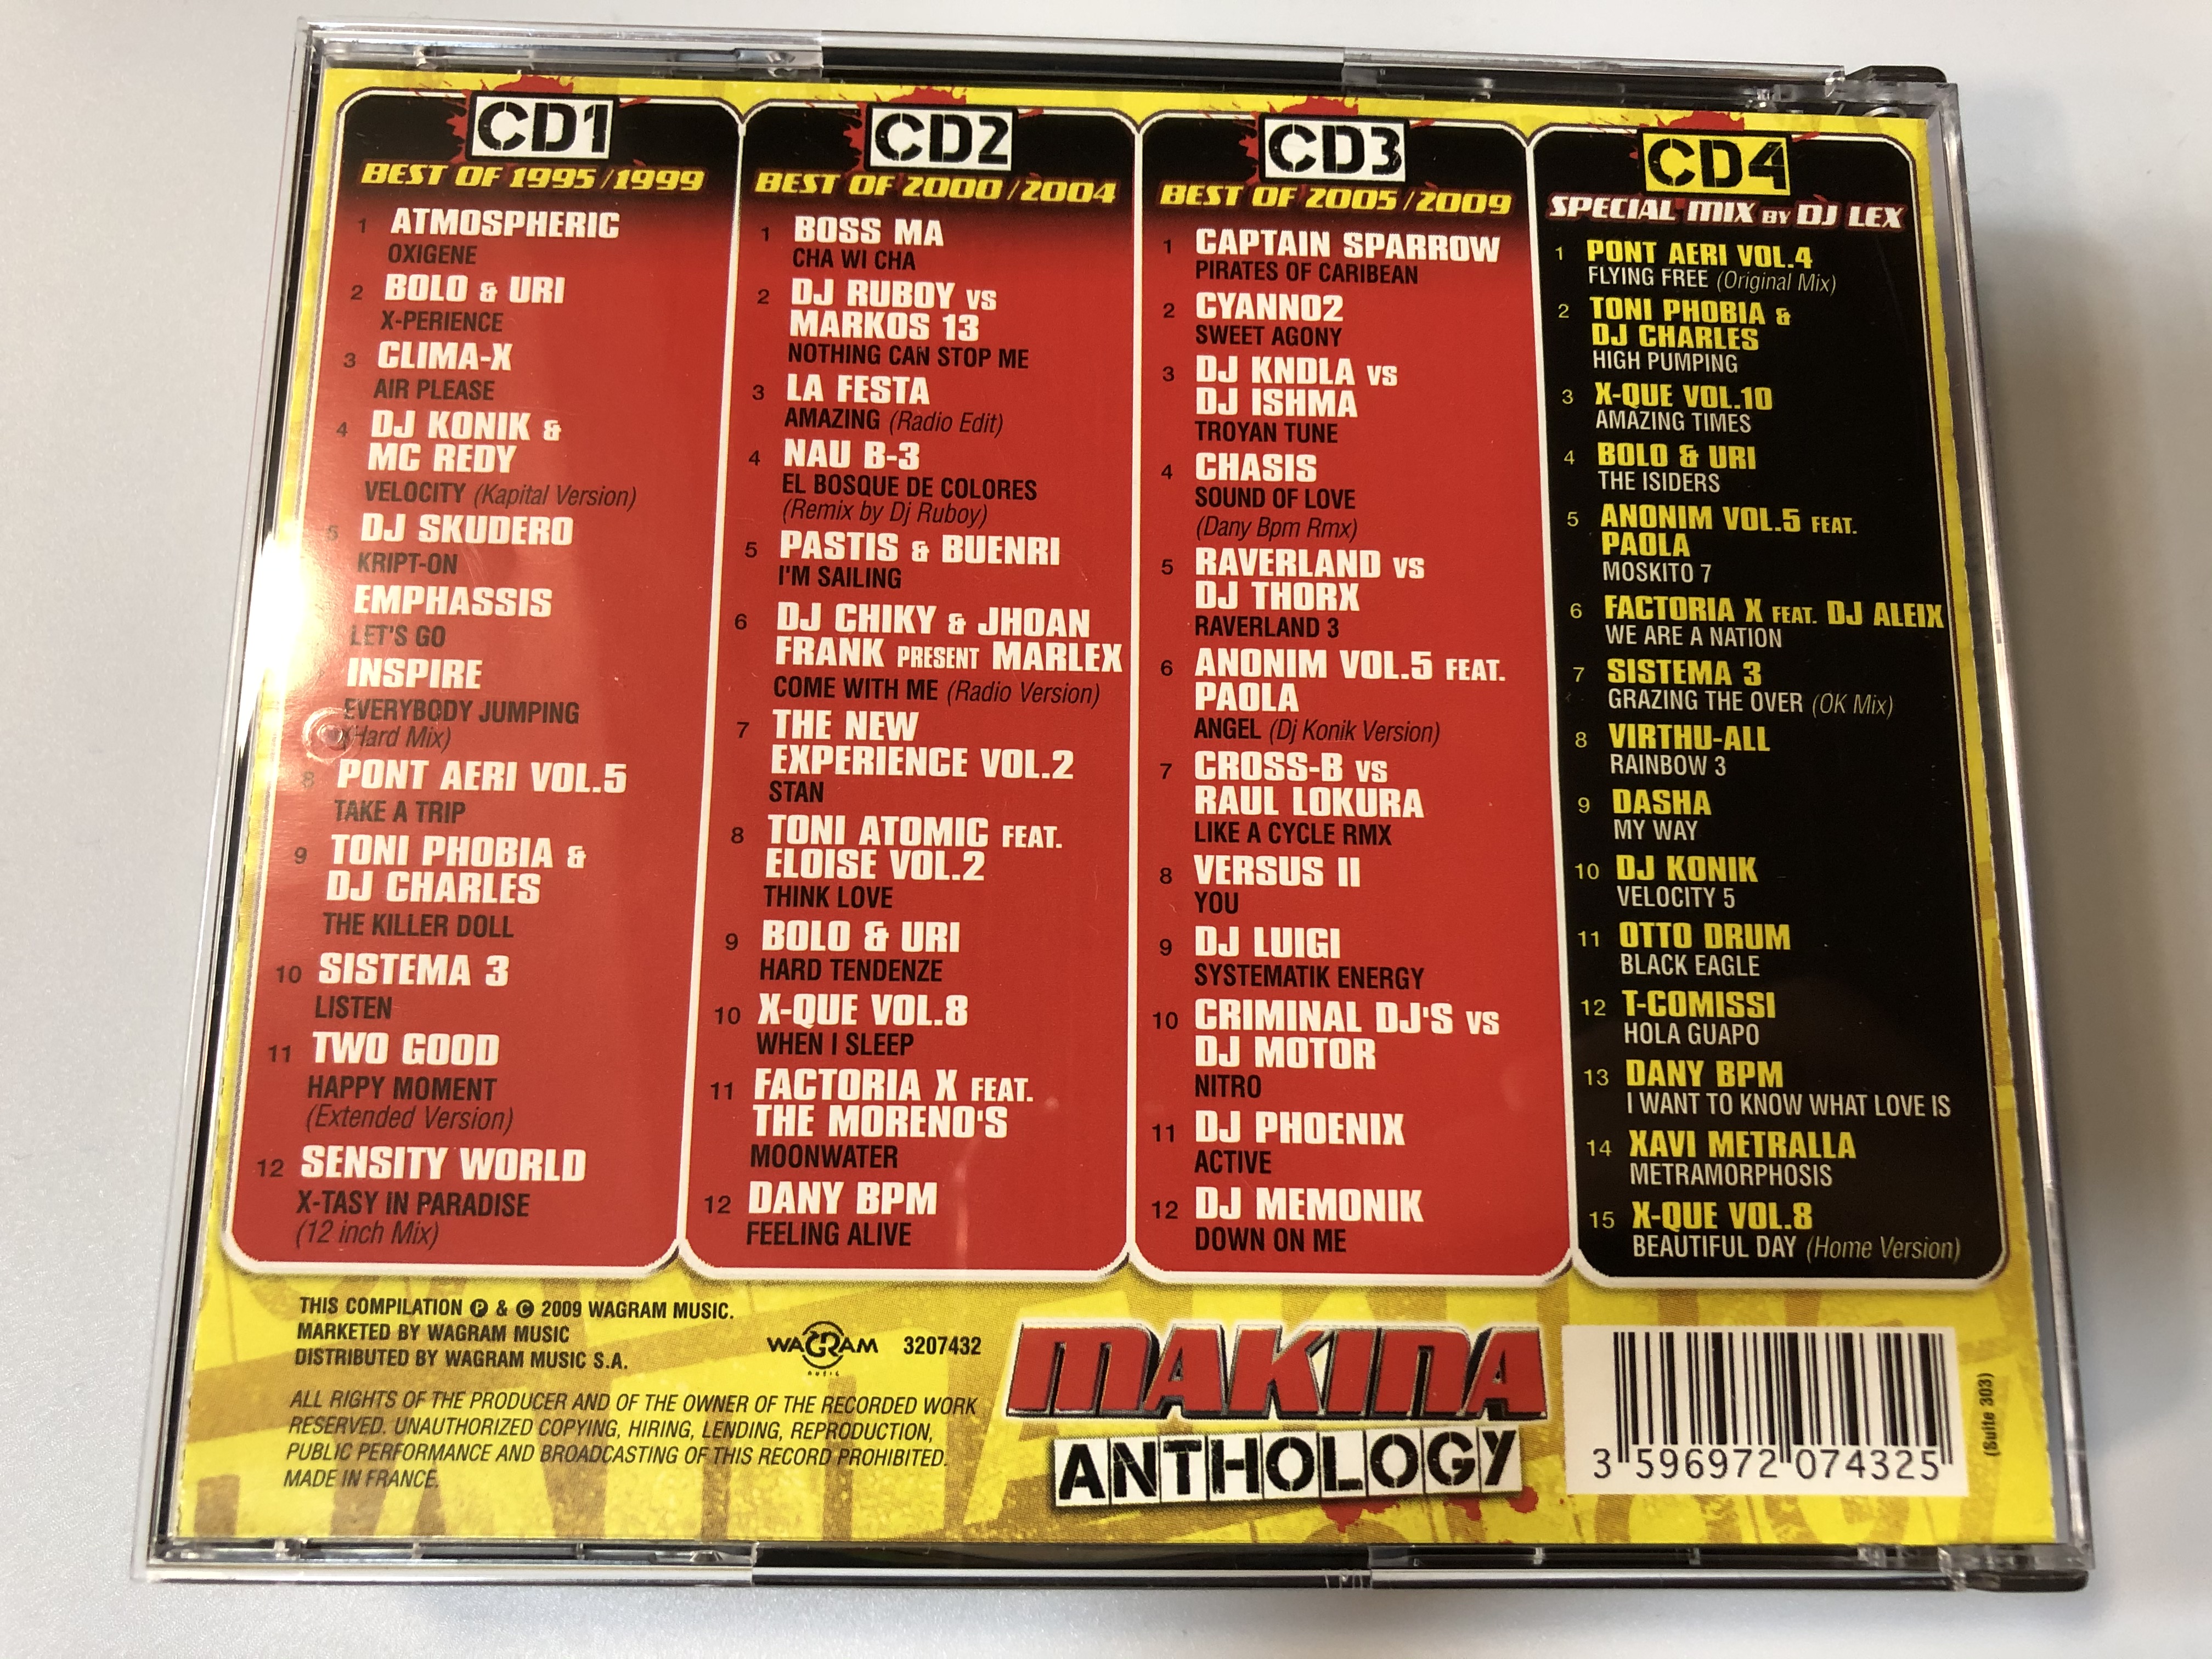 CD1
BEST OF 1995/1999
1 ATMOSPHERIC
OXIGENE
2 BOLO & URI
X-PERIENCE
3 CLIMA-X
AIR PLEASE
4 DJ KONIK &
MC REDY
VELOCITY (Kapital Version)
5 DJ SKUDERO
KRIPT-ON
EMPHASSIS
LET'S GO
INSPIRE
EVERYBODY JUMPING
(Hard Mix)
8 PONT AERI VOL.5
TAKE A TRIP
9 TONI PHOBIA &
DJ CHARLES
THE KILLER DOLL
10 SISTEMA 3
LISTEN
11 TWO GOOD
HAPPY MOMENT
(Extended Version)
12 SENSITY WORLD
X-TASY IN PARADISE
(12 inch Mix)
CD2
BEST OF 2000/2004
1 BOSS MA
CHA WI CHA
2 DJ RUBOY VS
MARKOS 13
NOTHING CAN STOP ME
3 LA FESTA
AMAZING (Radio Edit)
4 NAU B-3
EL BOSQUE DE COLORES
(Remix by Dj Ruboy)
5 PASTIS & BUENRI
I'M SAILING
6 DJ CHIKY & JHOAN
FRANK PRESENT MARLEX
COME WITH ME (Radio Version)
7 THE NEW
EXPERIENCE VOL.2
STAN
8 TONI ATOMIC FEAT.
ELOISE VOL.2
THINK LOVE
9 BOLO & URI
HARD TENDENZE
10 X-QUE VOL.8
WHEN I SLEEP
11 FACTORIA X FEAT.
THE MORENO'S
MOONWATER
12 DANY BPM
FEELING ALIVE
CD3
BEST OF 2005/2009
1 CAPTAIN SPARROW
PIRATES OF CARIBEAN
2 CYANNO2
SWEET AGONY
3 DJ KNDLA VS
DJ ISHMA
TROYAN TUNE
4 CHASIS
SOUND OF LOVE
(Dany Bpm Rmx)
5 RAVERLAND VS
DJ THORX
RAVERLAND 3
6 ANONIM VOL.5 FEAT.
PAOLA
ANGEL (Dj Konik Version)
7 CROSS-B VS
RAUL LOKURA
LIKE A CYCLE RMX
8 VERSUS II
YOU
9 DJ LUIGI
SYSTEMATIK ENERGY
10 CRIMINAL DJ'S VS
DJ MOTOR
NITRO
11 DJ PHOENIX
ACTIVE
12 DJ MEMONIK
DOWN ON ME
CD4
SPECIAL MIX BY DJ LEX
1 PONT AERI VOL.4
FLYING FREE (Original Mix)
2 TONI PHOBIA &
DJ CHARLES
HIGH PUMPING
3 X-QUE VOL.10
AMAZING TIMES
4 BOLO & URI
THE ISIDERS
5 ANONIM VOL.5 FEAT.
PAOLA
MOSKITO 7
6 FACTORIA X FEAT. DJ ALEIX
WE ARE A NATION
7 SISTEMA 3
GRAZING THE OVER (OK Mix)
8 VIRTHU-ALL
RAINBOW 3
9 DASHA
MY WAY
10 DJ KONIK
VELOCITY 5
11 OTTO DRUM
BLACK EAGLE
12 T-COMISSI
HOLA GUAPO
13 DANY BPM
I WANT TO KNOW WHAT LOVE IS
14 XAVI METRALLA
METRAMORPHOSIS
15 X-QUE VOL.8
BEAUTIFUL DAY (Home Version)
THIS COMPILATION Ⓟ & © 2009 WAGRAM MUSIC.
MARKETED BY WAGRAM MUSIC
DISTRIBUTED BY WAGRAM MUSIC S.A.
WAGRAM music 3207432
ALL RIGHTS OF THE PRODUCER AND OF THE OWNER OF THE RECORDED WORK
RESERVED. UNAUTHORIZED COPYING, HIRING, LENDING, REPRODUCTION,
PUBLIC PERFORMANCE AND BROADCASTING OF THIS RECORD PROHIBITED.
MADE IN FRANCE.
MAKINA
ANTHOLOGY
3 596972 074325
(Suite 303)